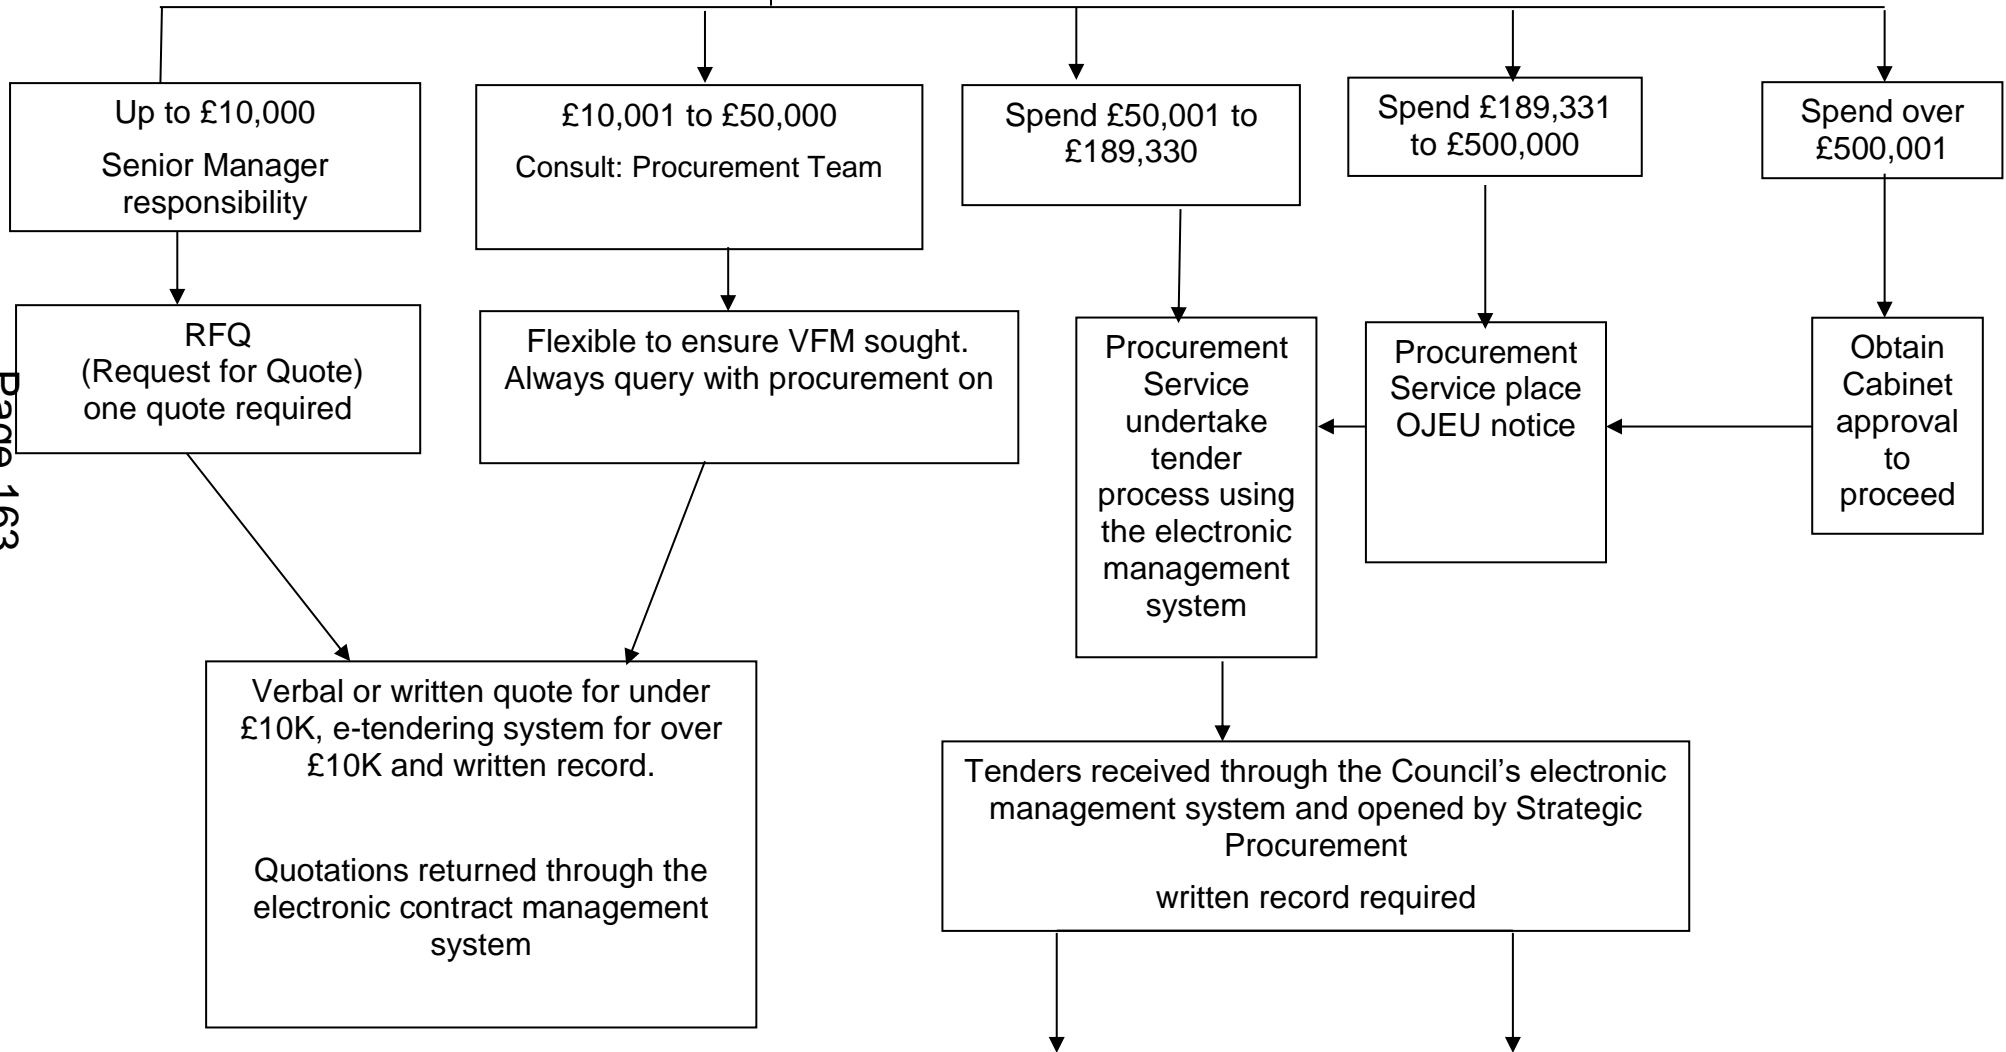 Up to £10,000
Senior Manager
responsibility
£10,001 to £50,000
Consult: Procurement Team
Spend £50,001 to
£189,330
Spend £189,331
to £500,000
Spend over
£500,001
RFQ
(Request for Quote)
one quote required
Flexible to ensure VFM sought.
Always query with procurement on
Procurement
Service
undertake
tender
process using
the electronic
management
system
Procurement
Service place
OJEU notice
Obtain
Cabinet
approval
to
proceed
Page 163
Verbal or written quote for under
£10K, e-tendering system for over
£10K and written record.
Quotations returned through the
electronic contract management
system
Tenders received through the Council’s electronic
management system and opened by Strategic
Procurement
written record required